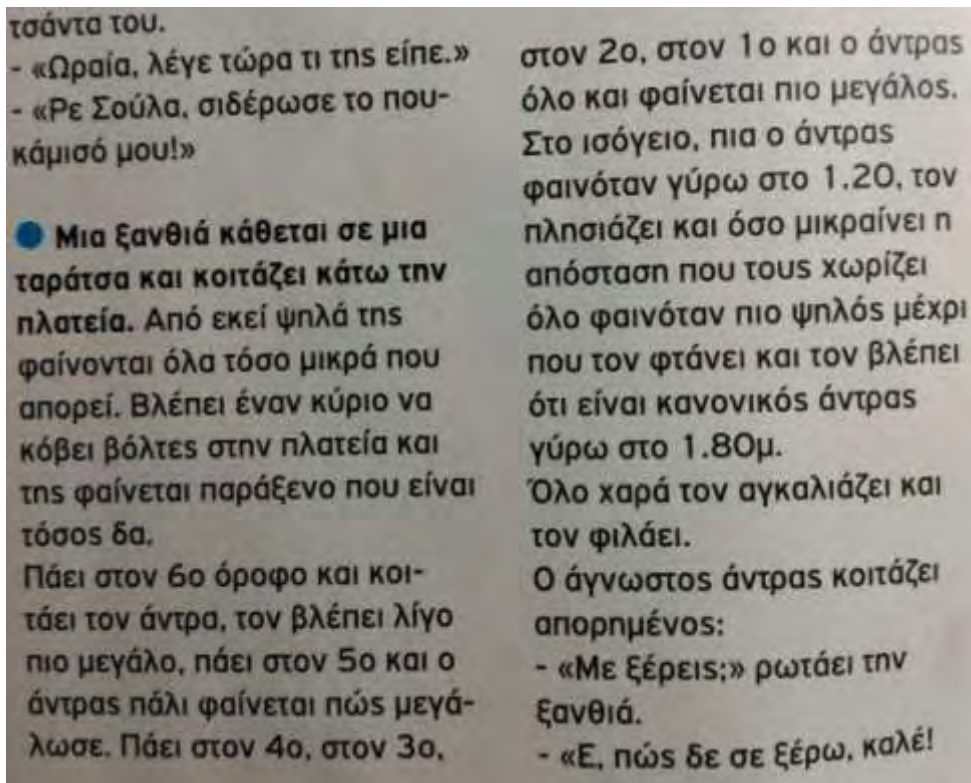 τσάντα του.
- «Ωραία, λέγε τώρα τι της είπε.»
- «Ρε Σούλα, σιδέρωσε το που-
κάμισό μου!»
Μια ξανθιά κάθεται σε μια
ταράτσα και κοιτάζει κάτω την
πλατεία. Από εκεί ψηλά της
φαίνονται όλα τόσο μικρά που
απορεί. Βλέπει έναν κύριο να
κόβει βόλτες στην πλατεία και
της φαίνεται παράξενο που είναι
τόσος δα.
Πάει στον 6ο όροφο και κοι-
τάει τον άντρα, τον βλέπει λίγο
πιο μεγάλο, πάει στον 5ο και ο
άντρας πάλι φαίνεται πώς μεγά-
λωσε. Πάει στον 4ο, στον 3ο,
στον 2ο, στον 1ο και ο άντρας
όλο και φαίνεται πιο μεγάλος.
Στο ισόγειο, πια ο άντρας
φαινόταν γύρω στο 1.20, τον
πλησιάζει και όσο μικραίνει η
απόσταση που τους χωρίζει
όλο φαινόταν πιο ψηλός μέχρι
που τον φτάνει και τον βλέπει
ότι είναι κανονικός άντρας
γύρω στο 1.80μ.
Όλο χαρά τον αγκαλιάζει και
τον φιλάει.
Ο άγνωστος άντρας κοιτάζει
απορημένος:
- «Με ξέρεις;» ρωτάει την
ξανθιά.
- «Ε, πώς δε σε ξέρω, καλέ!